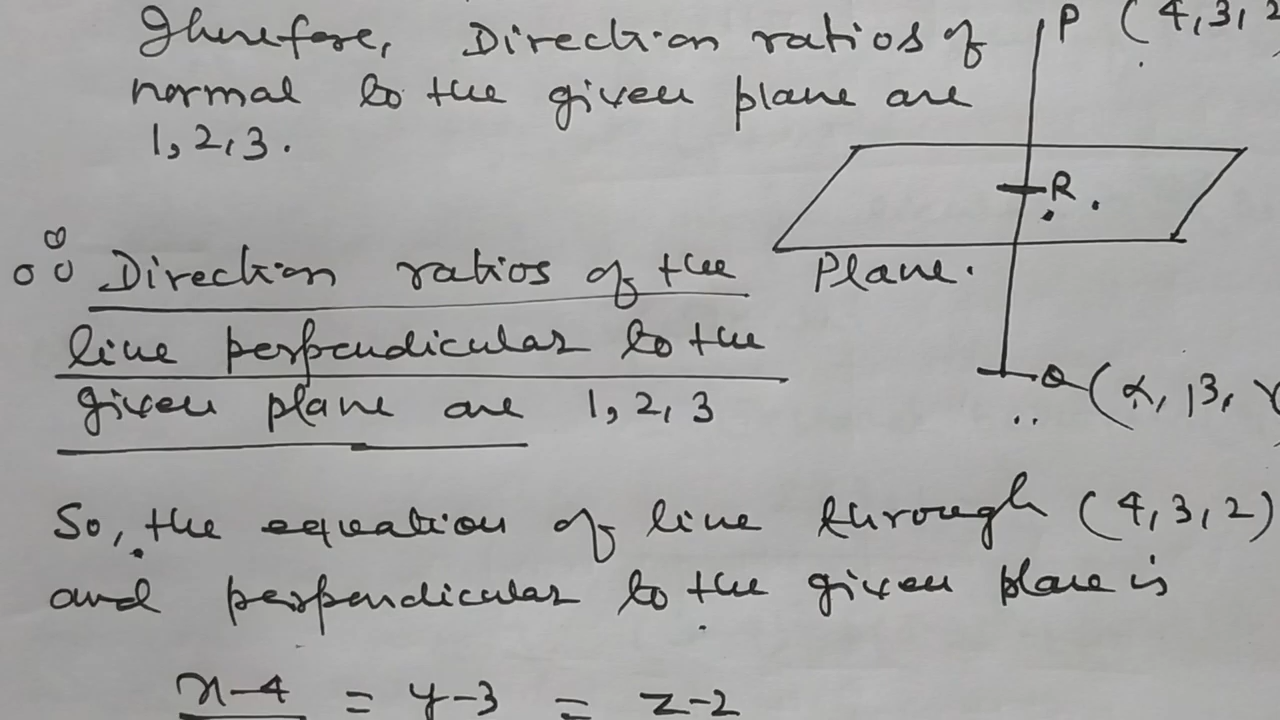 Therefore, Direction ratios of
normal to the given plane are
1, 2, 3.
P (4, 3, 2
R
Plane.
Q (α, β, γ
∴ Direction ratios of the
line perpendicular to the
given plane are 1, 2, 3
So, the equation of line through (4, 3, 2)
and perpendicular to the given plane is
x-4 = y-3 = z-2